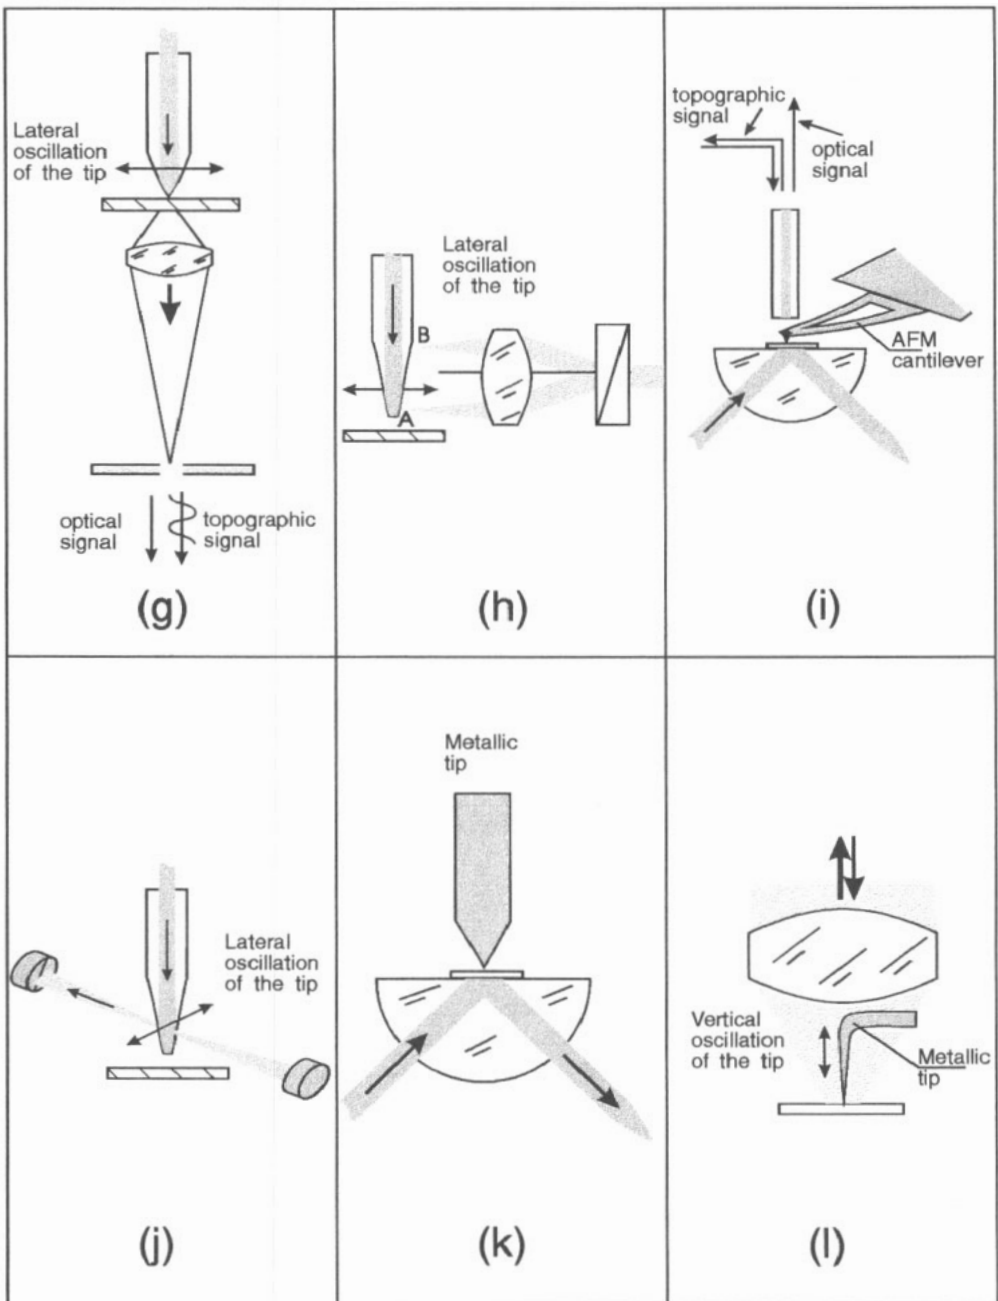 Lateral
oscillation
of the tip
optical
signal
topographic
signal
(g)
Lateral
oscillation
of the tip
B
A
(h)
topographic
signal
optical
signal
AFM
cantilever
(i)
Lateral
oscillation
of the tip
(j)
Metallic
tip
(k)
Vertical
oscillation
of the tip
Metallic
tip
(l)